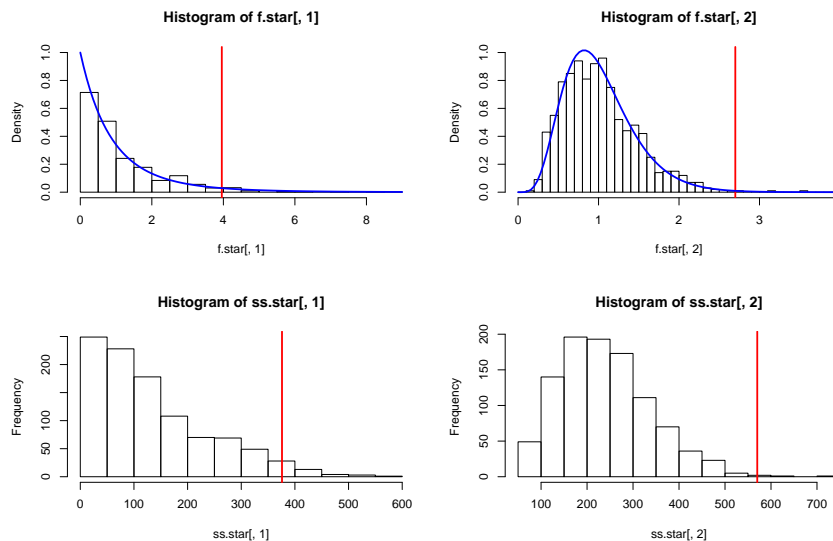 Histogram of f.star[, 1]
Density
0.0 0.2 0.4 0.6 0.8 1.0
0 2 4 6 8
f.star[, 1]
Histogram of f.star[, 2]
Density
0.0 0.2 0.4 0.6 0.8 1.0
0 1 2 3
f.star[, 2]
Histogram of ss.star[, 1]
Frequency
0 50 100 200
0 100 200 300 400 500 600
ss.star[, 1]
Histogram of ss.star[, 2]
Frequency
0 50 100 150 200
100 200 300 400 500 600 700
ss.star[, 2]